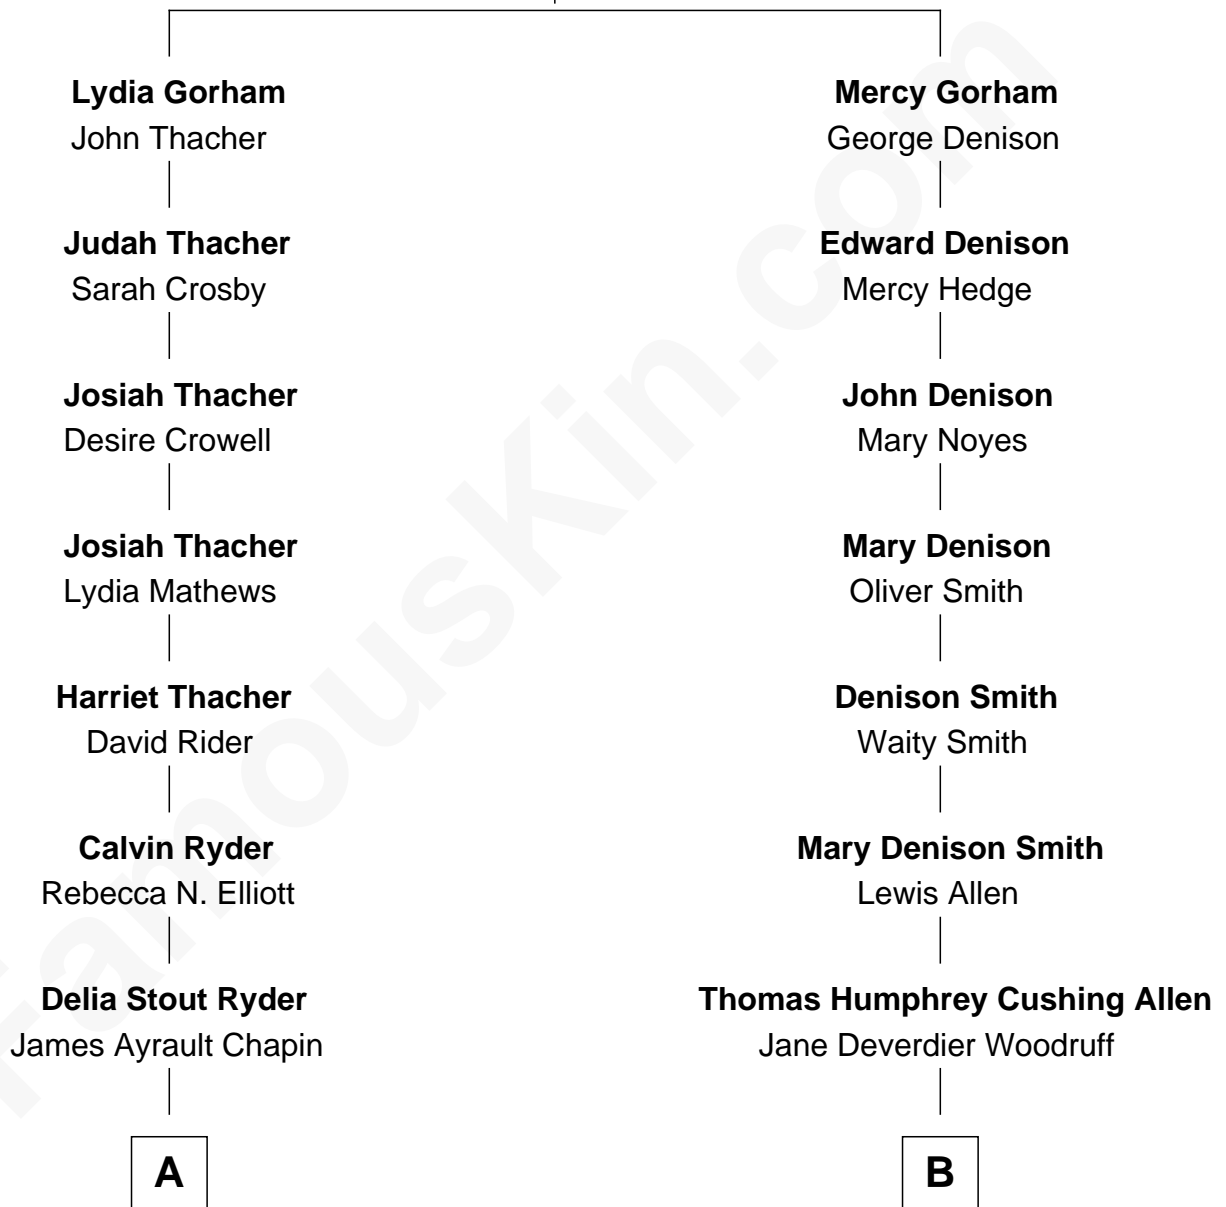 Lydia Gorham
John Thacher
Judah Thacher
Sarah Crosby
Josiah Thacher
Desire Crowell
Josiah Thacher
Lydia Mathews
Harriet Thacher
David Rider
Calvin Ryder
Rebecca N. Elliott
Delia Stout Ryder
James Ayrault Chapin
A
Mercy Gorham
George Denison
Edward Denison
Mercy Hedge
John Denison
Mary Noyes
Mary Denison
Oliver Smith
Denison Smith
Waity Smith
Mary Denison Smith
Lewis Allen
Thomas Humphrey Cushing Allen
Jane Deverdier Woodruff
B
FamousKin.com